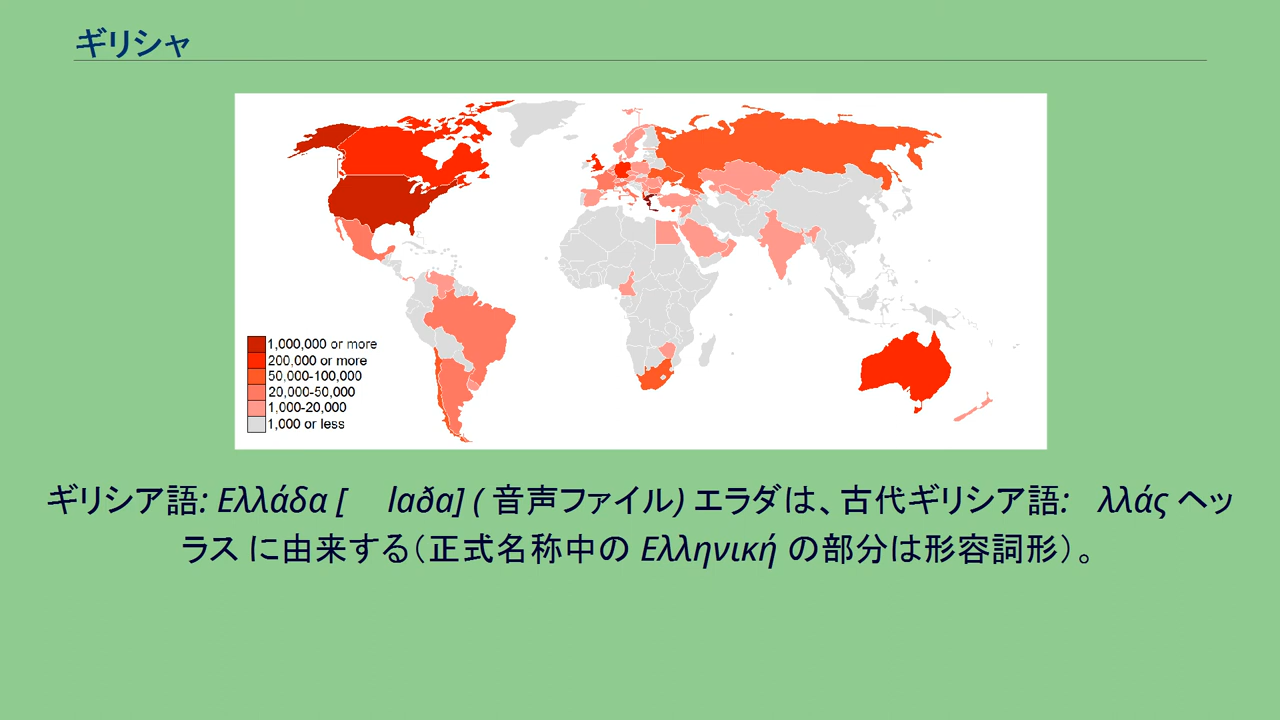 ギリシャ
1,000,000 or more
200,000 or more
50,000-100,000
20,000-50,000
1,000-20,000
1,000 or less
ギリシア語: Ελλάδα [ laða] ( 音声ファイル) エラダは、古代ギリシア語: λλάς ヘッ
ラス に由来する（正式名称中の Ελληνική の部分は形容詞形）。